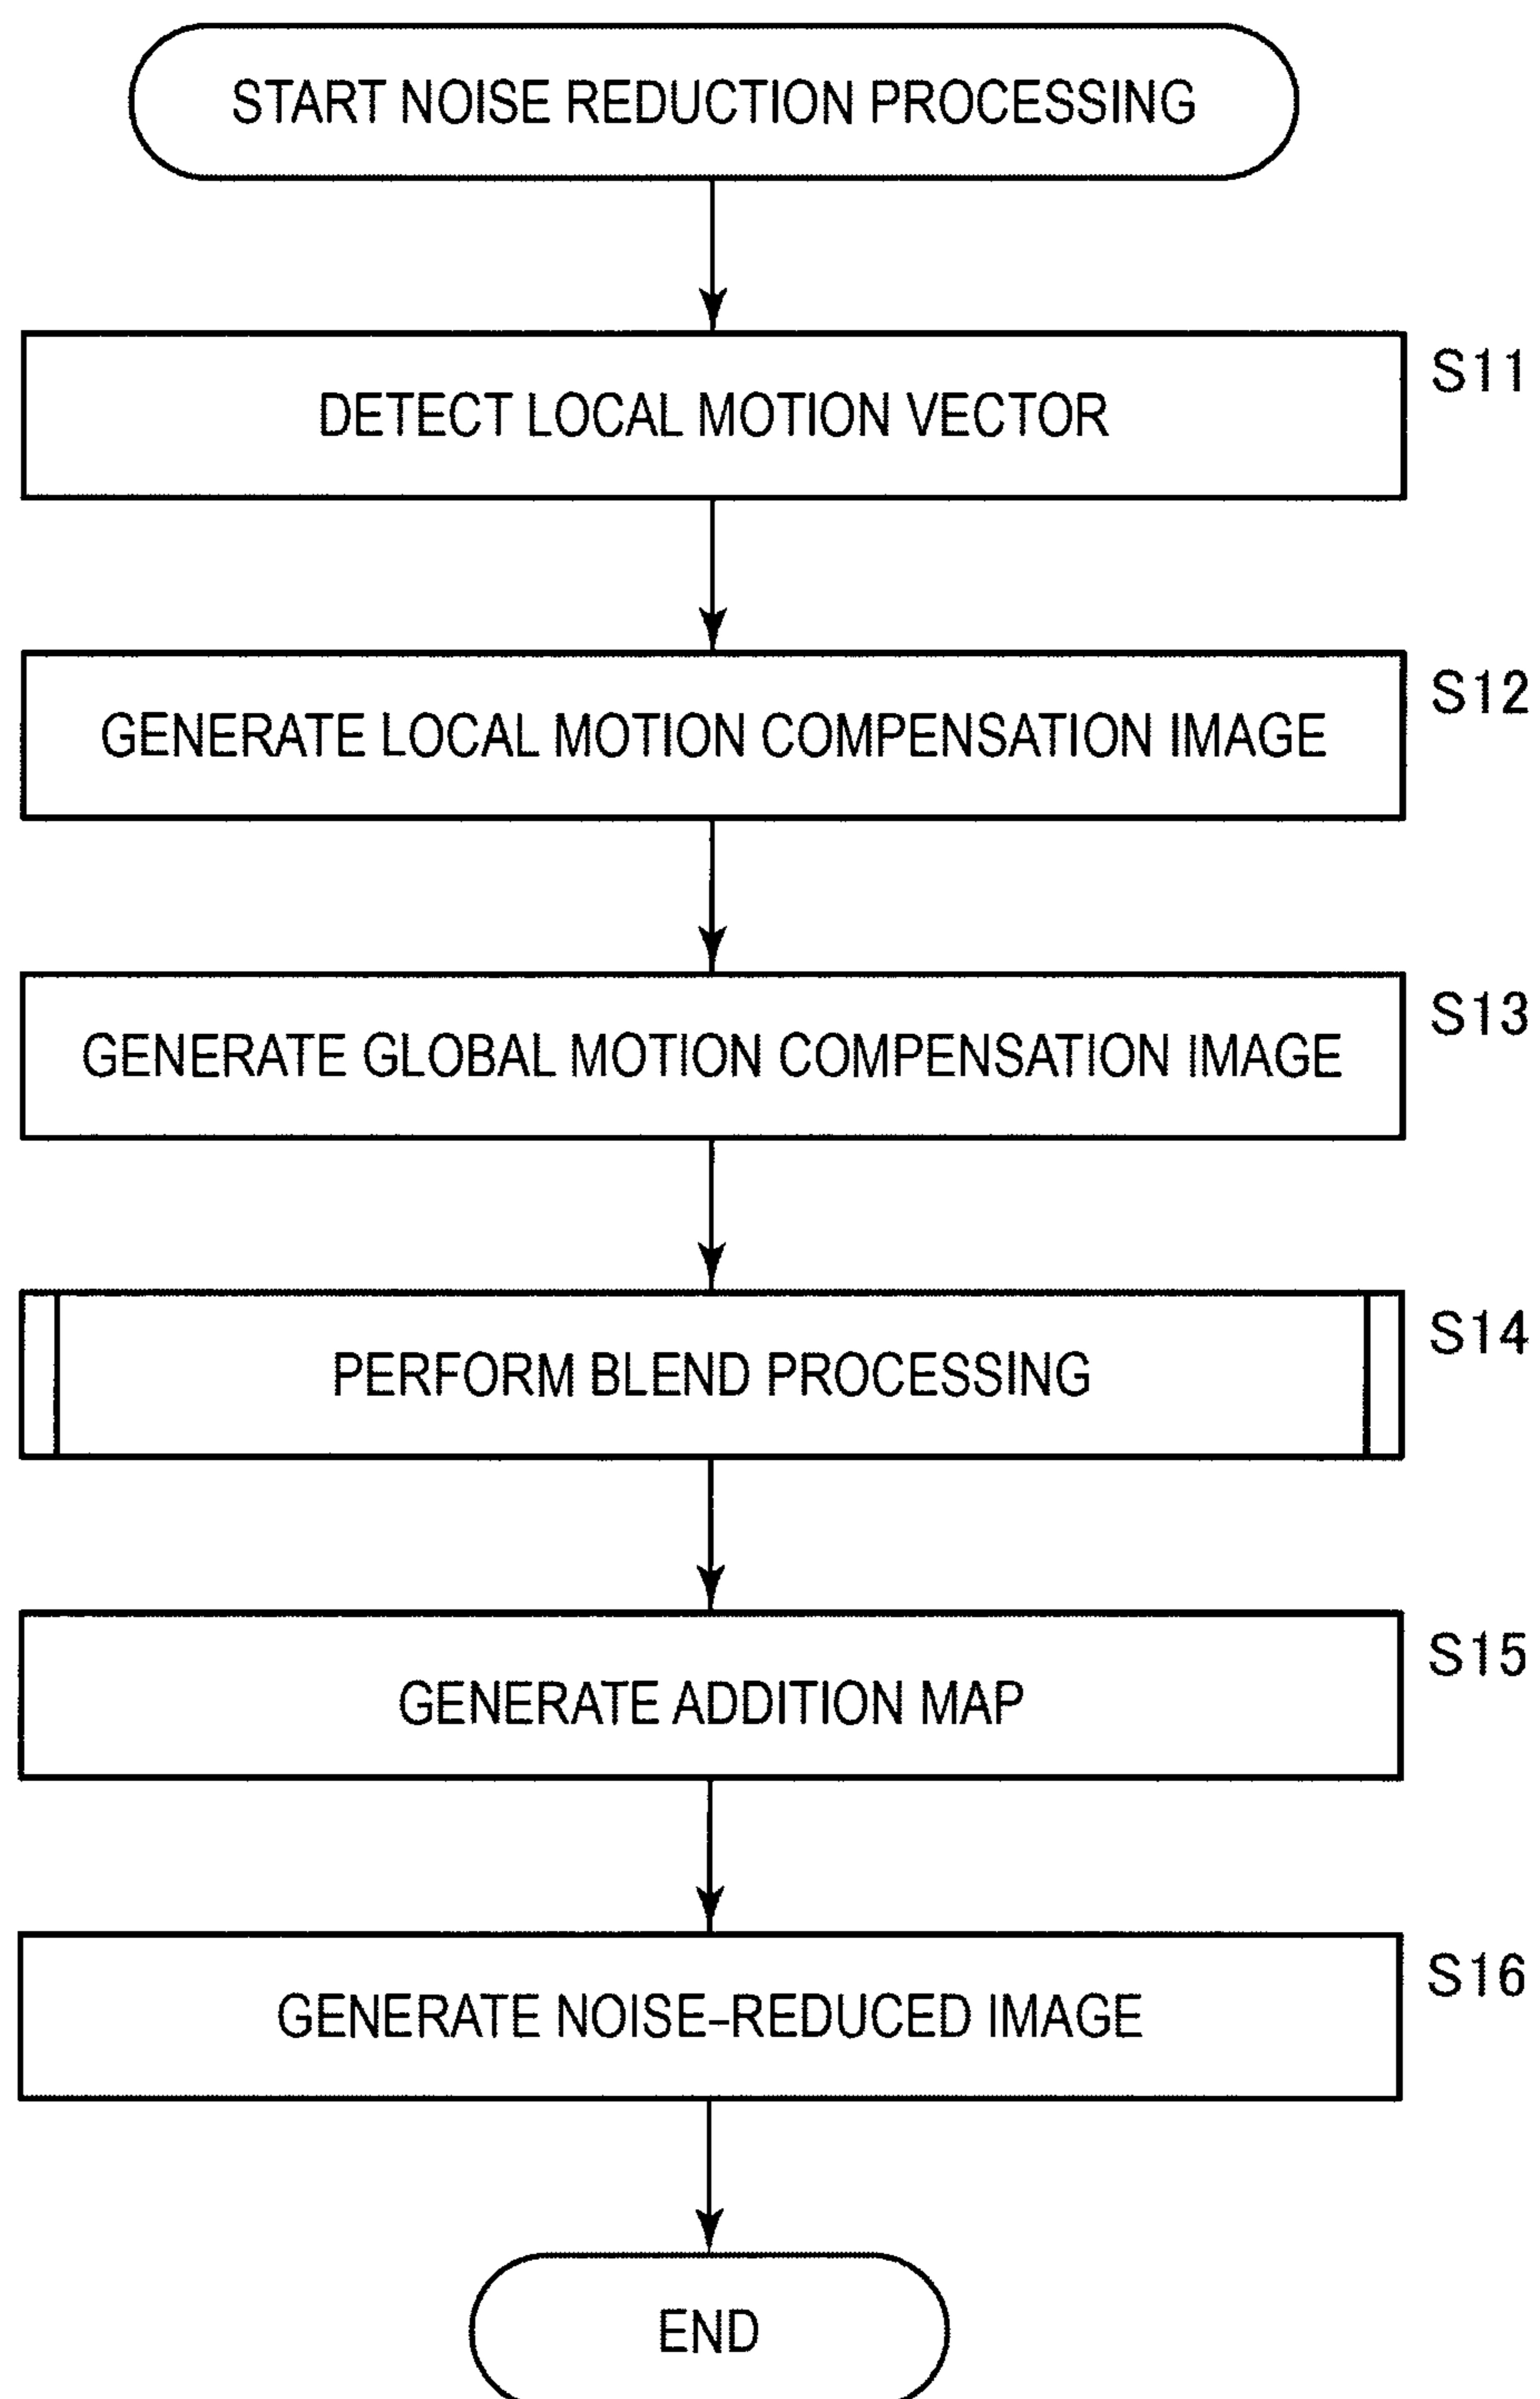 START NOISE REDUCTION PROCESSING
S11
DETECT LOCAL MOTION VECTOR
S12
GENERATE LOCAL MOTION COMPENSATION IMAGE
S13
GENERATE GLOBAL MOTION COMPENSATION IMAGE
S14
PERFORM BLEND PROCESSING
S15
GENERATE ADDITION MAP
S16
GENERATE NOISE-REDUCED IMAGE
END